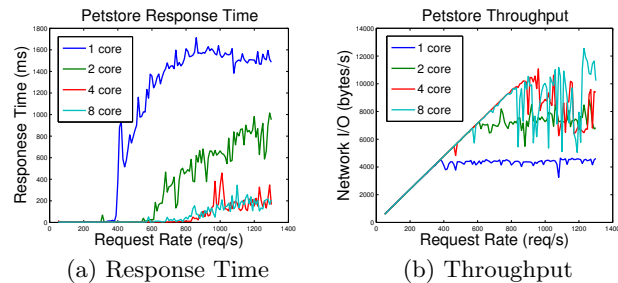 Petstore Response Time
Response Time (ms)
1800
1600
1400
1200
1000
800
600
400
200
0
1 core
2 core
4 core
8 core
0 200 400 600 800 1000 1200 1400
Request Rate (req/s)
(a) Response Time
Petstore Throughput
Network I/O (bytes/s)
14000
12000
10000
8000
6000
4000
2000
0
1 core
2 core
4 core
8 core
0 200 400 600 800 1000 1200 1400
Request Rate (req/s)
(b) Throughput